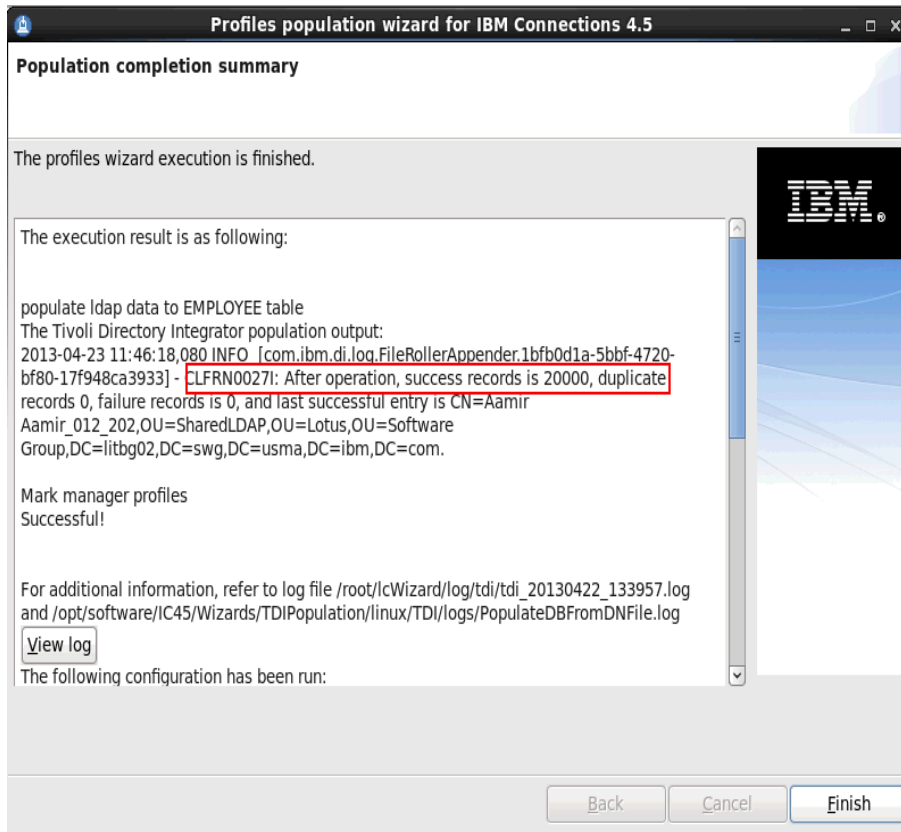 Profiles population wizard for IBM Connections 4.5
Population completion summary
The profiles wizard execution is finished.
IBM®
The execution result is as following:
populate ldap data to EMPLOYEE table
The Tivoli Directory Integrator population output:
2013-04-23 11:46:18,080 INFO [com.ibm.di.log.FileRollerAppender.1bfb0d1a-5bbf-4720-
bf80-17f948ca3933] - CLFRN0027I: After operation, success records is 20000, duplicate
records 0, failure records is 0, and last successful entry is CN=Aamir
Aamir_012_202,OU=SharedLDAP,OU=Lotus,OU=Software
Group,DC=litbg02,DC=swg,DC=usma,DC=ibm,DC=com.
Mark manager profiles
Successful!
For additional information, refer to log file /root/lcWizard/log/tdi/tdi_20130422_133957.log
and /opt/software/IC45/Wizards/TDIPopulation/linux/TDI/logs/PopulateDBFromDNFile.log
View log
The following configuration has been run:
Back
Cancel
Finish